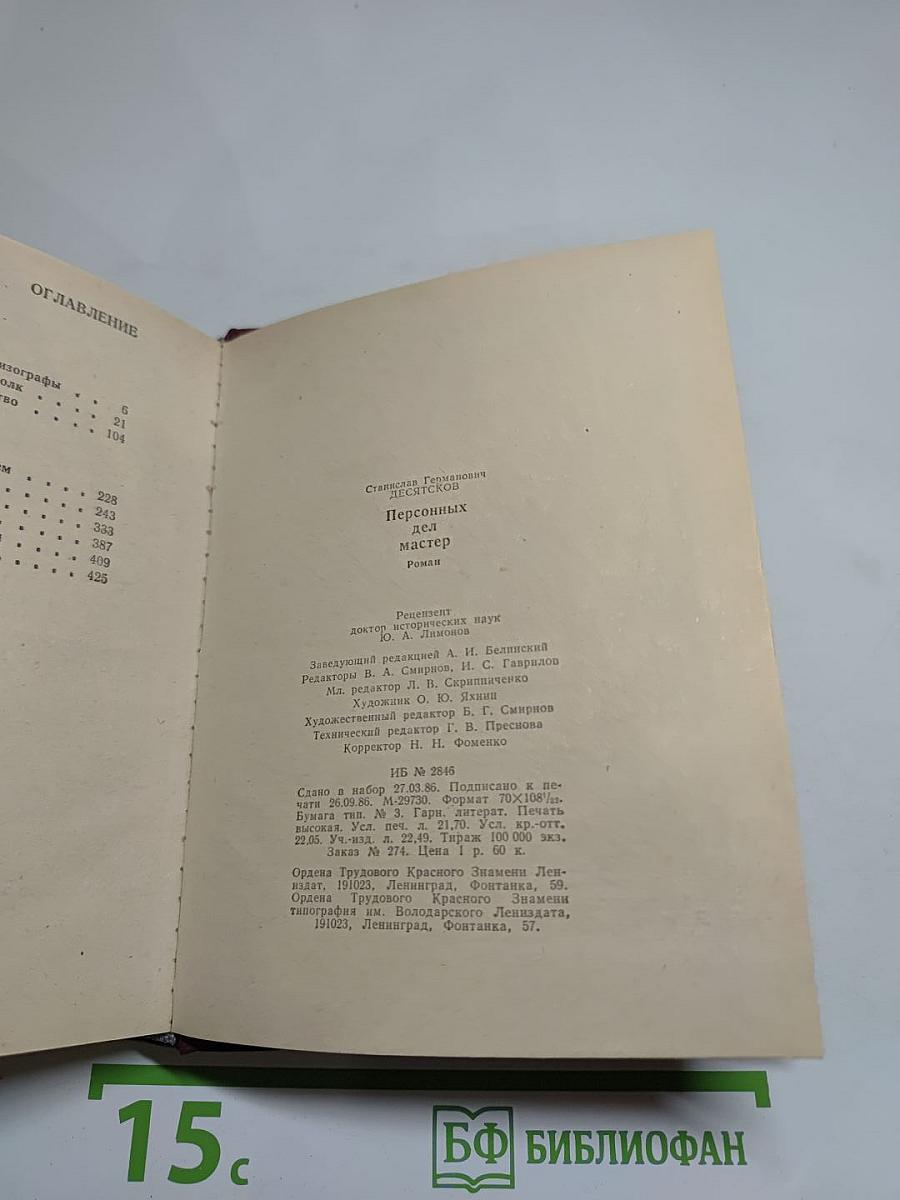 ОГЛАВЛЕНИЕ
изографы . . 6
олк . . . . 21
тво . . . . 104
ем . . . . 228
. . . . 243
. . . . 333
. . . . 387
. . . . 409
. . . . 425
Станислав Германович
ДЕСЯТСКОВ
Персонных
дел
мастер
Роман
Рецензент
доктор исторических наук
Ю. А. Лимонов
Заведующий редакцией А. И. Белинский
Редакторы В. А. Смирнов, И. С. Гаврилов
Мл. редактор Л. В. Скрипниченко
Художник О. Ю. Яхнин
Художественный редактор Б. Г. Смирнов
Технический редактор Г. В. Преснова
Корректор Н. Н. Фоменко
ИБ № 2846
Сдано в набор 27.03.86. Подписано к пе-
чати 26.09.86. М-29730. Формат 70×108¹/₃₂.
Бумага тип. № 3. Гарн. литерат. Печать
высокая. Усл. печ. л. 21,70. Усл. кр.-отт.
22,05. Уч.-изд. л. 22,49. Тираж 100 000 экз.
Заказ № 274. Цена 1 р. 60 к.
Ордена Трудового Красного Знамени Лен-
издат, 191023, Ленинград, Фонтанка, 59.
Ордена Трудового Красного Знамени
типография им. Володарского Лениздата,
191023, Ленинград, Фонтанка, 57.
15 с
БФ БИБЛИОФАН